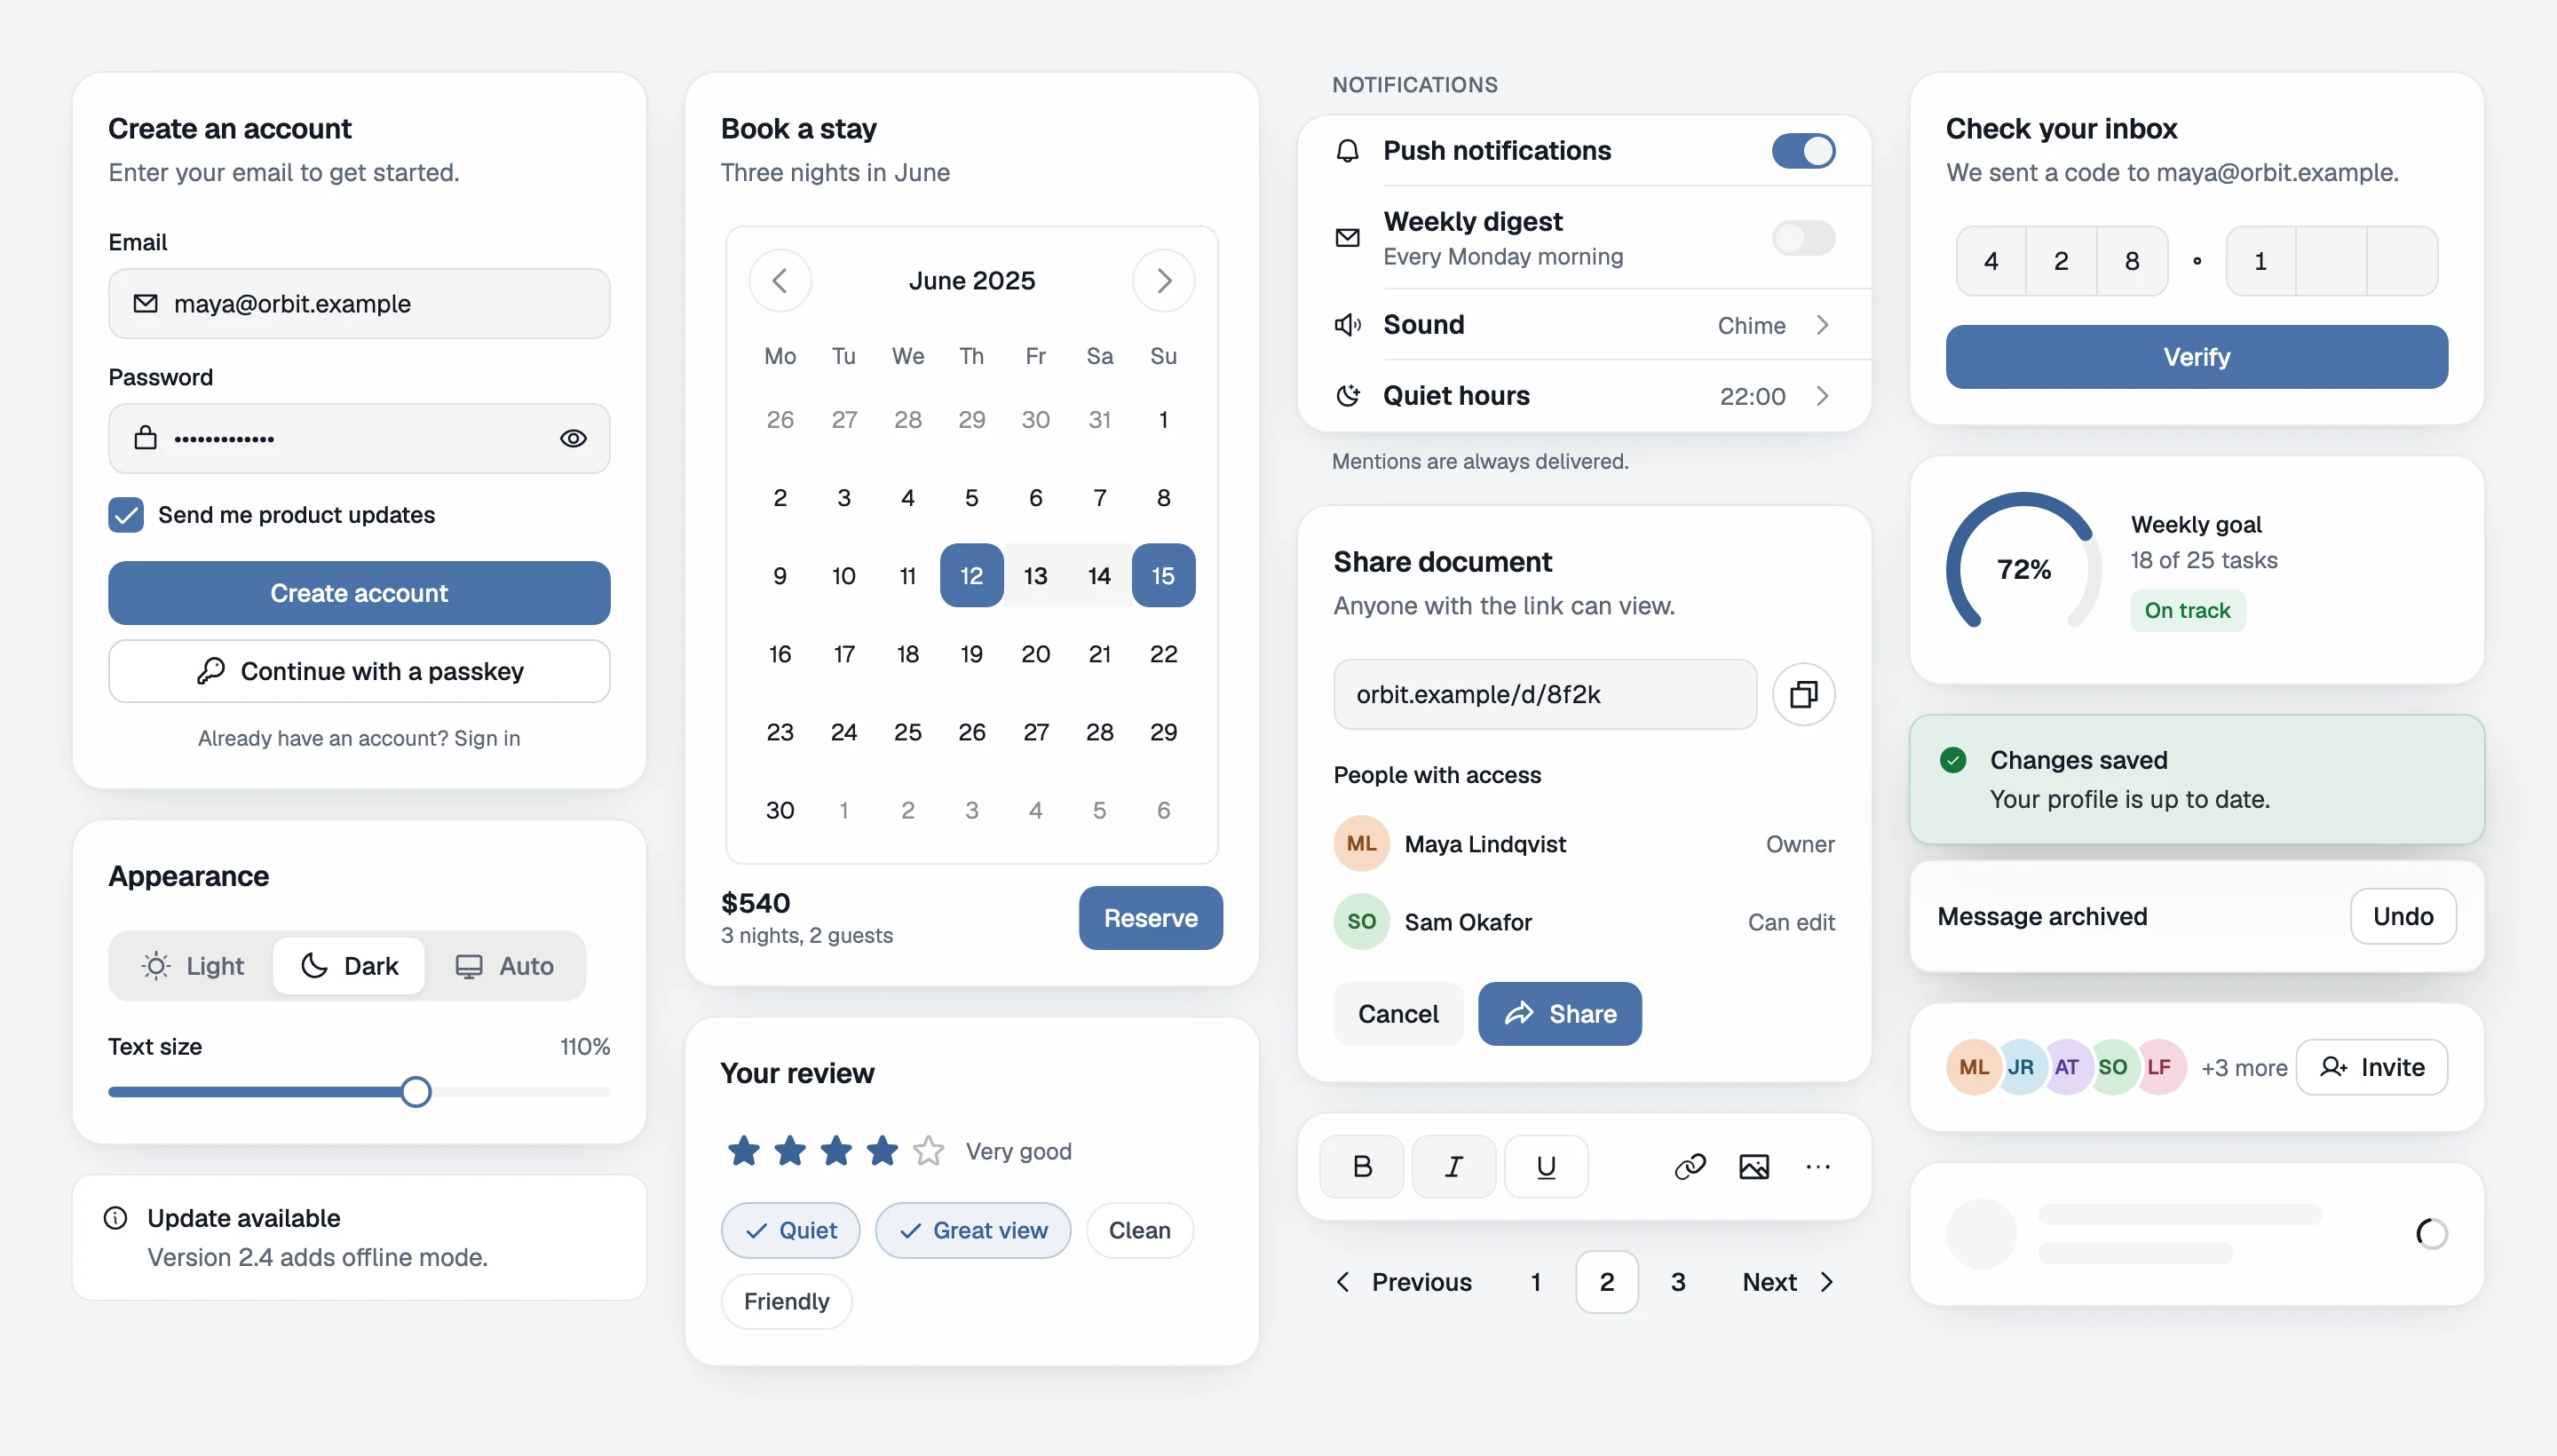 Create an account
Enter your email to get started.
Email
maya@orbit.example
Password
•••••••••••••
Send me product updates
Create account
Continue with a passkey
Already have an account? Sign in
Appearance
Light Dark Auto
Text size 110%
Update available
Version 2.4 adds offline mode.
Book a stay
Three nights in June
June 2025
Mo Tu We Th Fr Sa Su
26 27 28 29 30 31 1
2 3 4 5 6 7 8
9 10 11 12 13 14 15
16 17 18 19 20 21 22
23 24 25 26 27 28 29
30 1 2 3 4 5 6
$540
3 nights, 2 guests
Reserve
Your review
Very good
Quiet Great view Clean
Friendly
NOTIFICATIONS
Push notifications
Weekly digest
Every Monday morning
Sound Chime
Quiet hours 22:00
Mentions are always delivered.
Share document
Anyone with the link can view.
orbit.example/d/8f2k
People with access
ML Maya Lindqvist Owner
SO Sam Okafor Can edit
Cancel Share
B I U
Previous 1 2 3 Next
Check your inbox
We sent a code to maya@orbit.example.
4 2 8 1
Verify
72%
Weekly goal
18 of 25 tasks
On track
Changes saved
Your profile is up to date.
Message archived Undo
ML JR AT SO LF +3 more Invite